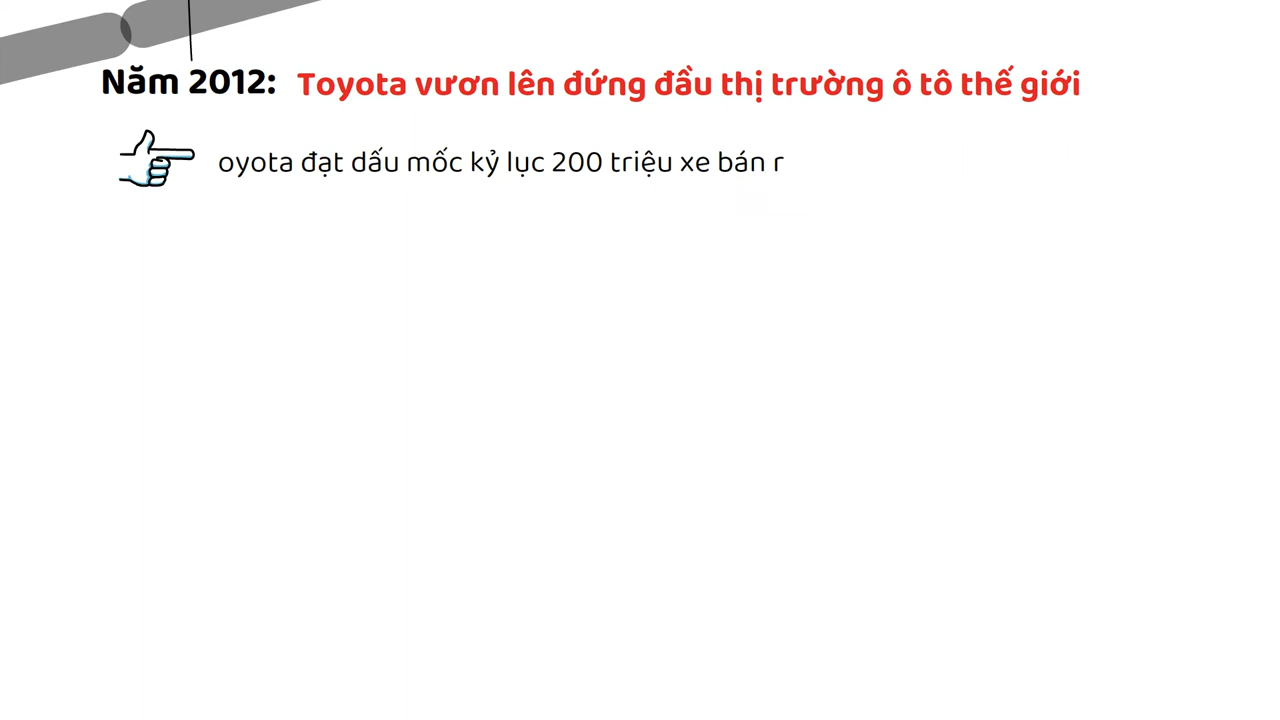 Năm 2012: Toyota vươn lên đứng đầu thị trường ô tô thế giới
oyota đạt dấu mốc kỷ lục 200 triệu xe bán r